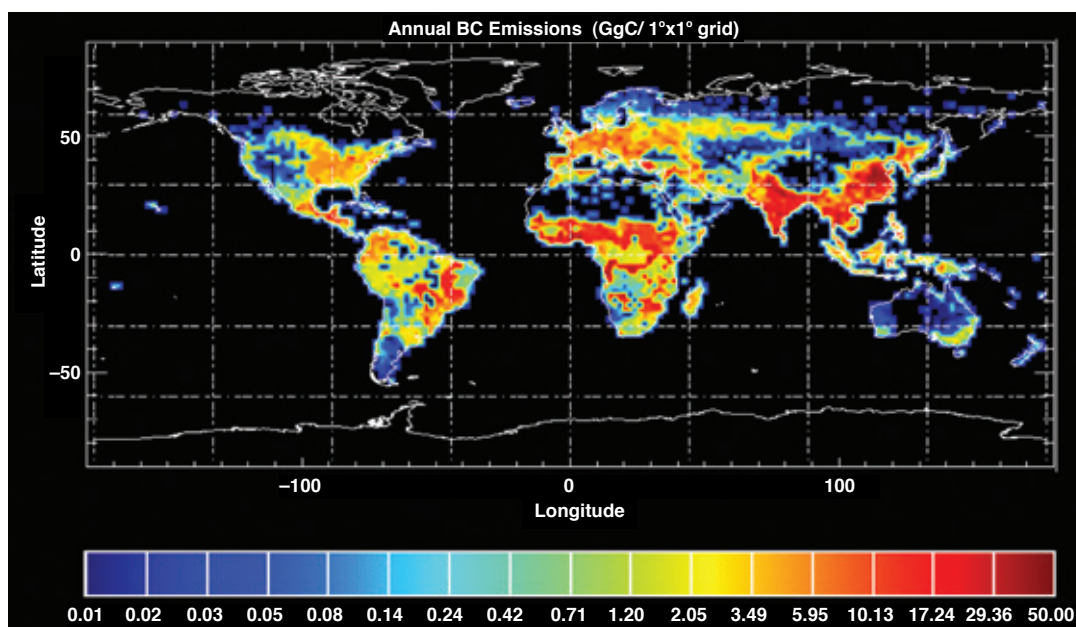 Annual BC Emissions (GgC/ 1°x1° grid)
50
0
–50
Latitude
–100 0 100
Longitude
0.01 0.02 0.03 0.05 0.08 0.14 0.24 0.42 0.71 1.20 2.05 3.49 5.95 10.13 17.24 29.36 50.00